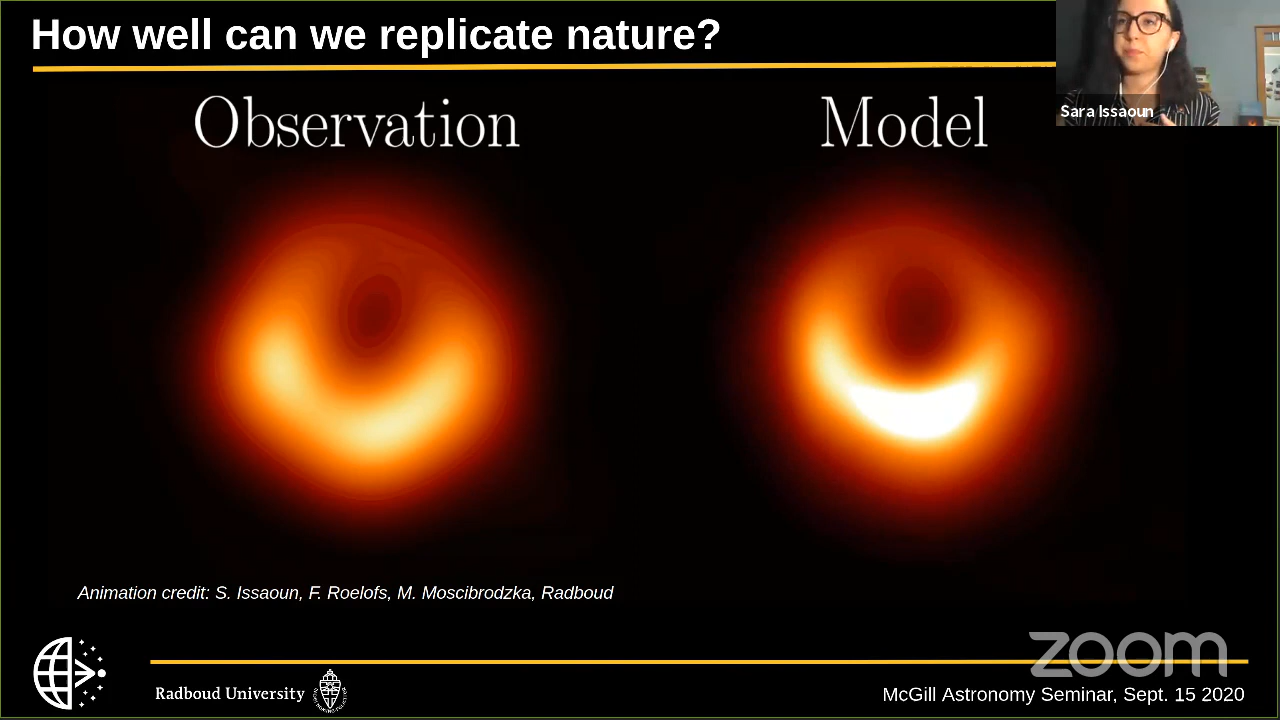 How well can we replicate nature?
Sara Issaoun
Observation
Model
Animation credit: S. Issaoun, F. Roelofs, M. Moscibrodzka, Radboud
zoom
Radboud University
McGill Astronomy Seminar, Sept. 15 2020